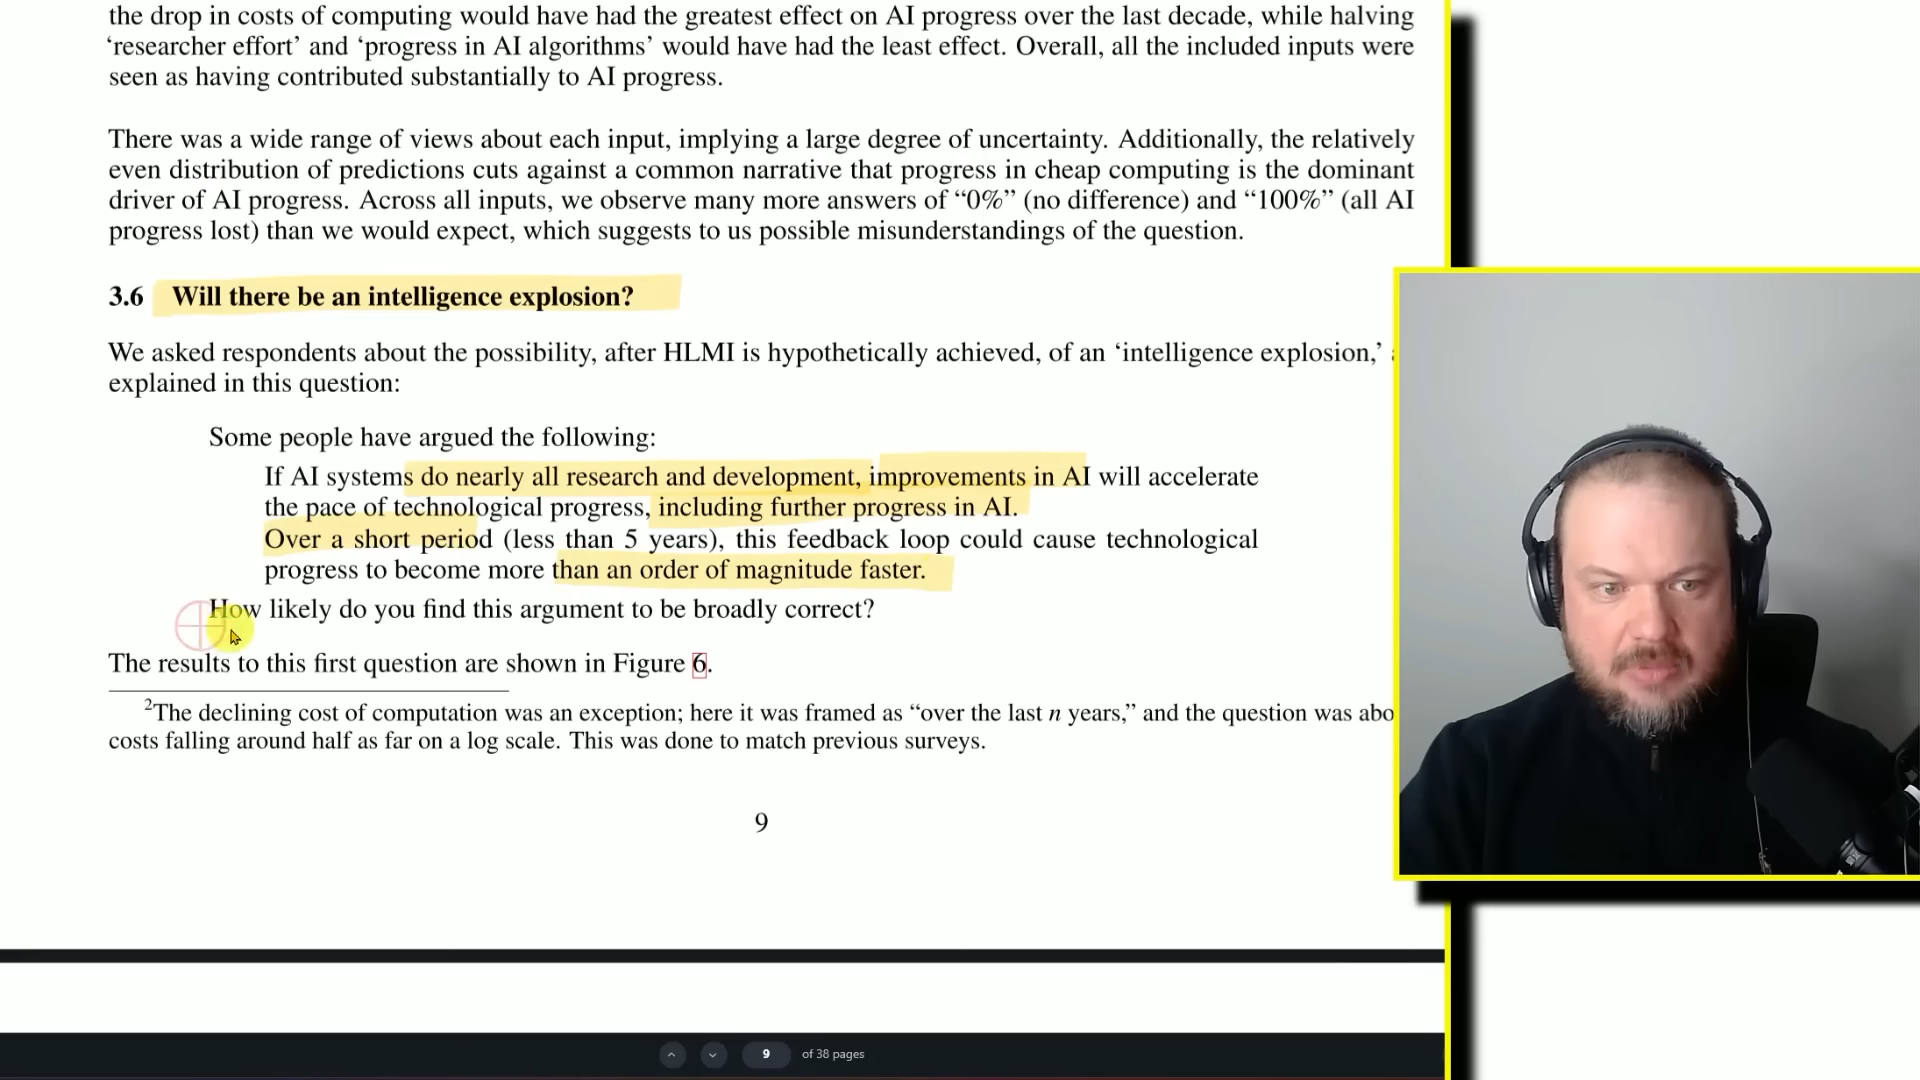 the drop in costs of computing would have had the greatest effect on AI progress over the last decade, while halving
‘researcher effort’ and ‘progress in AI algorithms’ would have had the least effect. Overall, all the included inputs were
seen as having contributed substantially to AI progress.
There was a wide range of views about each input, implying a large degree of uncertainty. Additionally, the relatively
even distribution of predictions cuts against a common narrative that progress in cheap computing is the dominant
driver of AI progress. Across all inputs, we observe many more answers of “0%” (no difference) and “100%” (all AI
progress lost) than we would expect, which suggests to us possible misunderstandings of the question.
3.6 Will there be an intelligence explosion?
We asked respondents about the possibility, after HLMI is hypothetically achieved, of an ‘intelligence explosion,’
explained in this question:
Some people have argued the following:
If AI systems do nearly all research and development, improvements in AI will accelerate
the pace of technological progress, including further progress in AI.
Over a short period (less than 5 years), this feedback loop could cause technological
progress to become more than an order of magnitude faster.
How likely do you find this argument to be broadly correct?
The results to this first question are shown in Figure 6.
2The declining cost of computation was an exception; here it was framed as “over the last n years,” and the question was abo
costs falling around half as far on a log scale. This was done to match previous surveys.
9
9 of 38 pages